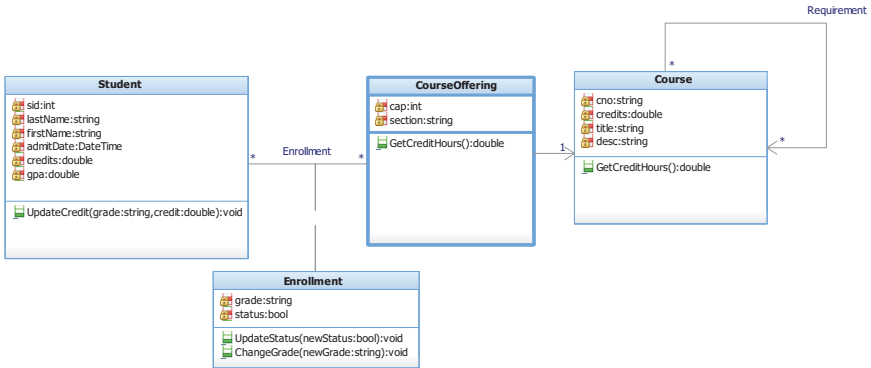 Requirement
*
Student
sid:int
lastName:string
firstName:string
admitDate:DateTime
credits:double
gpa:double
UpdateCredit(grade:string,credit:double):void
*
Enrollment
*
CourseOffering
cap:int
section:string
GetCreditHours():double
1
Course
cno:string
credits:double
title:string
desc:string
GetCreditHours():double
*
Enrollment
grade:string
status:bool
UpdateStatus(newStatus:bool):void
ChangeGrade(newGrade:string):void